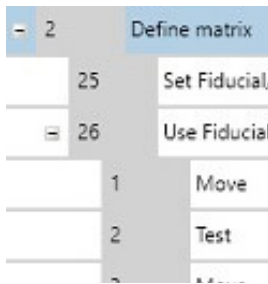 - 2 Define matrix
25 Set Fiducial,
- 26 Use Fiducial
1 Move
2 Test